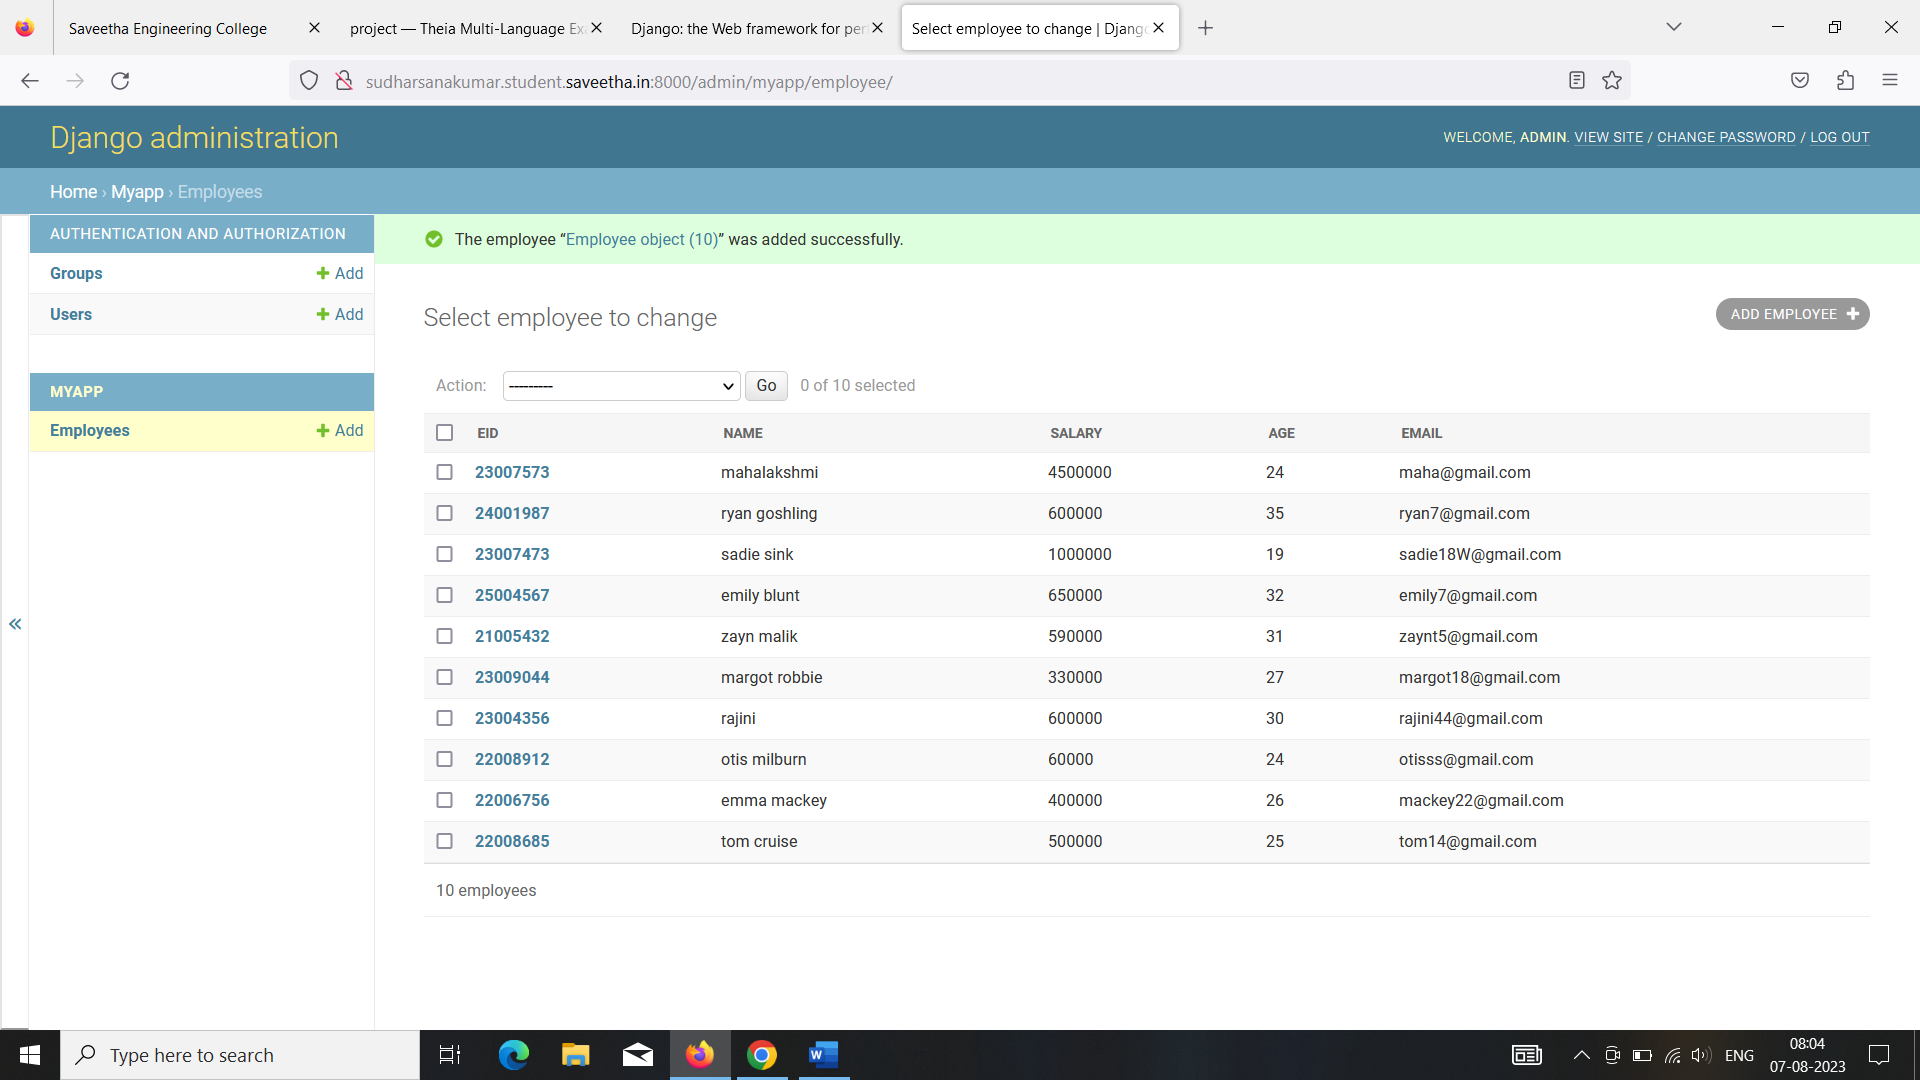 Saveetha Engineering College
project — Theia Multi-Language Ex
Django: the Web framework for per
Select employee to change | Djang
sudharsanakumar.student.saveetha.in:8000/admin/myapp/employee/
Django administration
WELCOME, ADMIN. VIEW SITE / CHANGE PASSWORD / LOG OUT
Home › Myapp › Employees
AUTHENTICATION AND AUTHORIZATION
Groups + Add
Users + Add
MYAPP
Employees + Add
«
The employee “Employee object (10)” was added successfully.
Select employee to change
ADD EMPLOYEE +
Action: --------- Go 0 of 10 selected
EID NAME SALARY AGE EMAIL
23007573 mahalakshmi 4500000 24 maha@gmail.com
24001987 ryan goshling 600000 35 ryan7@gmail.com
23007473 sadie sink 1000000 19 sadie18W@gmail.com
25004567 emily blunt 650000 32 emily7@gmail.com
21005432 zayn malik 590000 31 zaynt5@gmail.com
23009044 margot robbie 330000 27 margot18@gmail.com
23004356 rajini 600000 30 rajini44@gmail.com
22008912 otis milburn 60000 24 otisss@gmail.com
22006756 emma mackey 400000 26 mackey22@gmail.com
22008685 tom cruise 500000 25 tom14@gmail.com
10 employees
Type here to search
W
ENG
08:04
07-08-2023